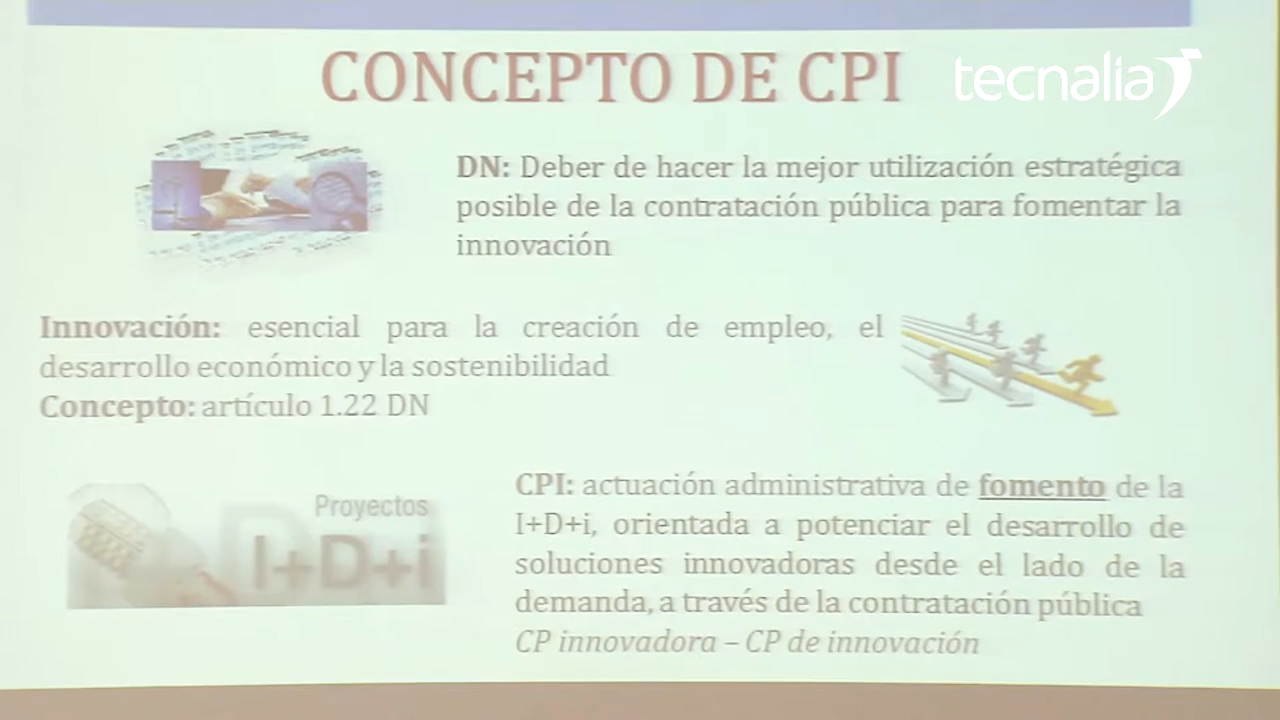 CONCEPTO DE CPI
tecnalia
DN: Deber de hacer la mejor utilización estratégica
posible de la contratación pública para fomentar la
innovación
Innovación: esencial para la creación de empleo, el
desarrollo económico y la sostenibilidad
Concepto: artículo 1.22 DN
Proyectos
I+D+i
CPI: actuación administrativa de fomento de la
I+D+i, orientada a potenciar el desarrollo de
soluciones innovadoras desde el lado de la
demanda, a través de la contratación pública
CP innovadora – CP de innovación